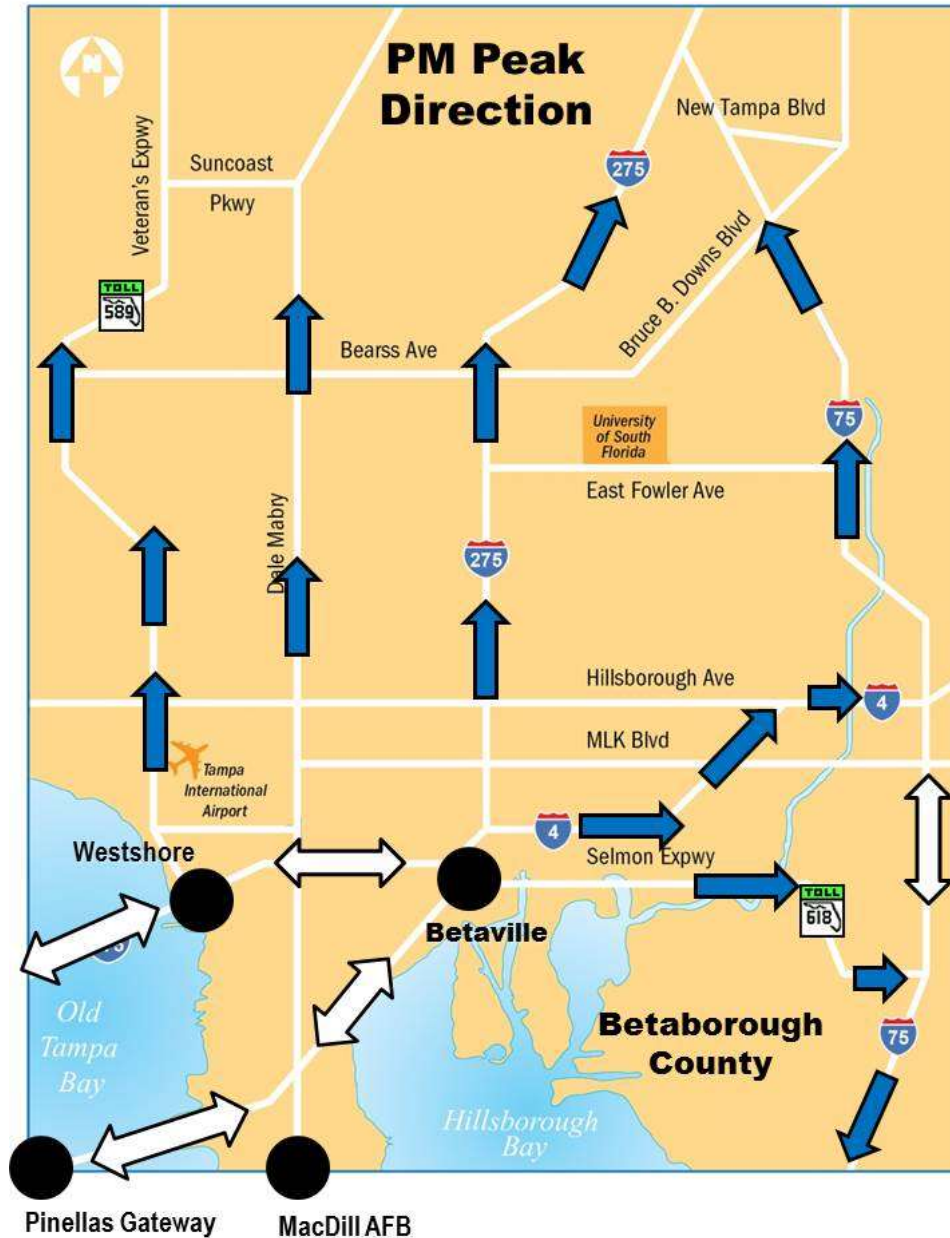 PM Peak
Direction
N
New Tampa Blvd
Veteran's Expwy
Suncoast
Pkwy
275
TOLL
589
Bruce B. Downs Blvd
Bearss Ave
University
of South
Florida
75
East Fowler Ave
Dale Mabry
275
Hillsborough Ave
4
MLK Blvd
Tampa
International
Airport
4
Westshore
Selmon Expwy
TOLL
618
Betaville
Old
Tampa
Bay
Betaborough
County
75
Hillsborough
Bay
Pinellas Gateway
MacDill AFB